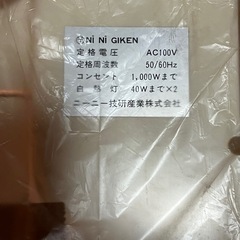 Ni Ni GIKEN
定格電圧 AC100V
定格周波数 50/60Hz
コンセント 1,000Wまで
白熱灯 40Wまで×2
ニーニー技研産業株式会社